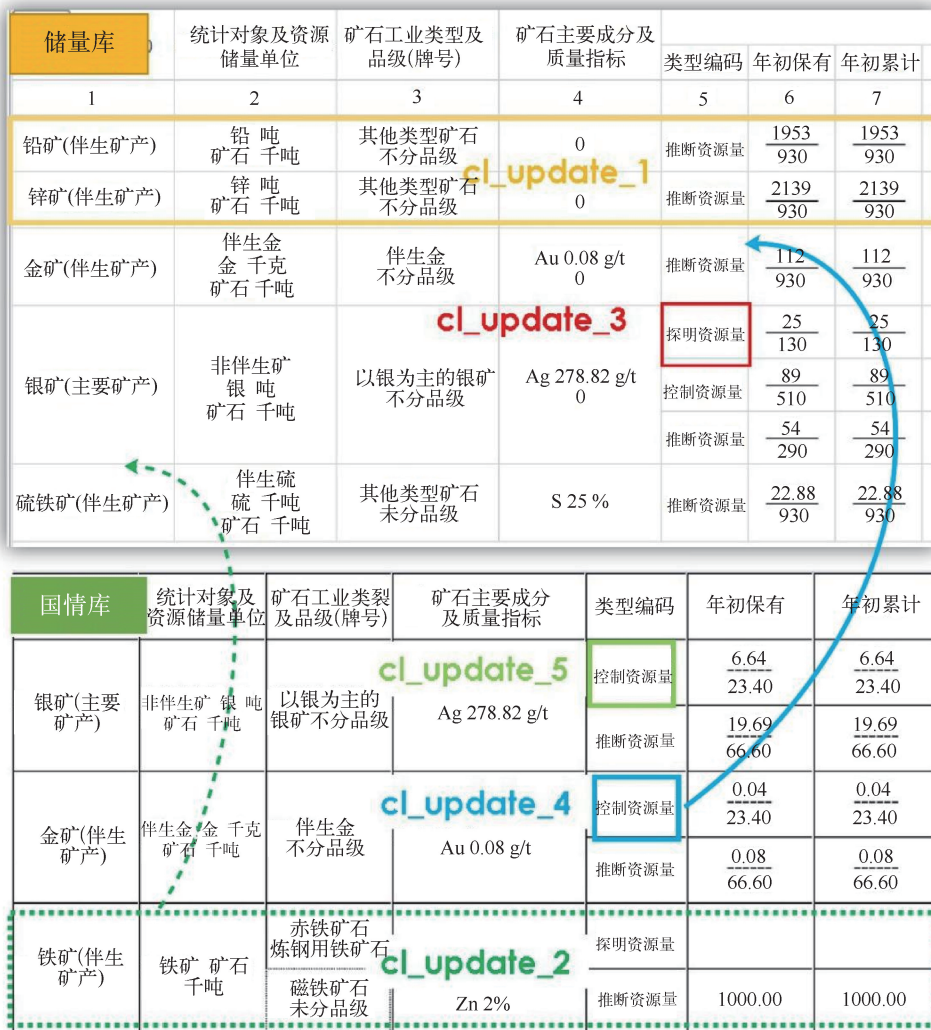 储量库
统计对象及资源
储量单位
矿石工业类型及
品级(牌号)
矿石主要成分及
质量指标
类型编码 年初保有 年初累计
1 2 3 4 5 6 7
铅矿(伴生矿产)
铅 吨
矿石 千吨
其他类型矿石
不分品级
0
推断资源量
1953
930
1953
930
cl_update_1
锌矿(伴生矿产)
锌 吨
矿石 千吨
其他类型矿石
不分品级
0
推断资源量
2139
930
2139
930
金矿(伴生矿产)
伴生金
金 千克
矿石 千吨
伴生金
不分品级
Au 0.08 g/t
0
推断资源量
112
930
112
930
cl_update_3
银矿(主要矿产)
非伴生矿
银 吨
矿石 千吨
以银为主的银矿
不分品级
Ag 278.82 g/t
0
探明资源量
25
130
25
130
控制资源量
89
510
89
510
推断资源量
54
290
54
290
硫铁矿(伴生矿产)
伴生硫
硫 千吨
矿石 千吨
其他类型矿石
未分品级
S 25 %
推断资源量
22.88
930
22.88
930
国情库
统计对象及
资源储量单位
矿石工业类裂
及品级(牌号)
矿石主要成分
及质量指标
类型编码
年初保有
年初累计
银矿(主要
矿产)
非伴生矿 银 吨
矿石 千吨
以银为主的
银矿不分品级
cl_update_5
Ag 278.82 g/t
控制资源量
6.64
23.40
6.64
23.40
推断资源量
19.69
66.60
19.69
66.60
金矿(伴生
矿产)
伴生金 金 千克
矿石 千吨
伴生金
不分品级
cl_update_4
Au 0.08 g/t
控制资源量
0.04
23.40
0.04
23.40
推断资源量
0.08
66.60
0.08
66.60
铁矿(伴生
矿产)
铁矿 矿石
千吨
赤铁矿石
炼钢用铁矿石
cl_update_2
探明资源量
磁铁矿石
未分品级
Zn 2%
推断资源量
1000.00
1000.00